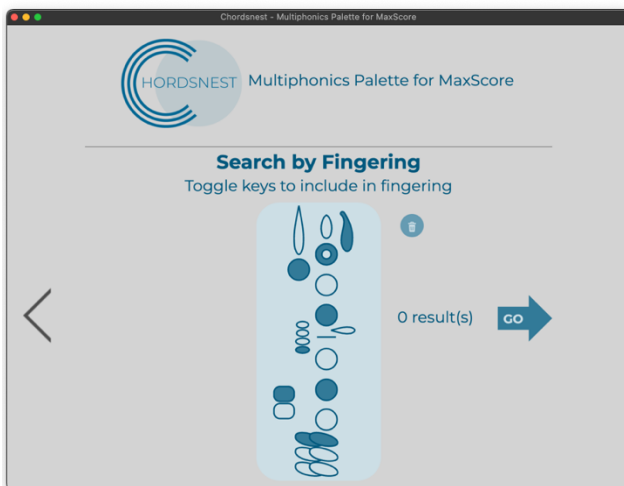 Chordsnest - Multiphonics Palette for MaxScore
CHORDSNEST Multiphonics Palette for MaxScore
Search by Fingering
Toggle keys to include in fingering
0 result(s)
GO